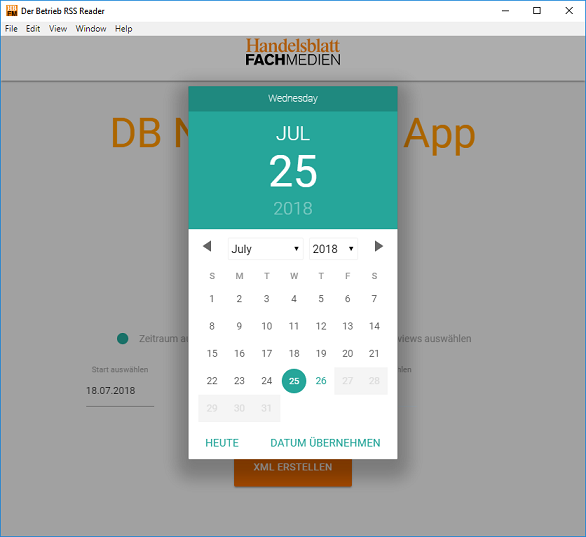 FM
Der Betrieb RSS Reader
File Edit View Window Help
Handelsblatt
FACHMEDIEN
DB N App
Wednesday
JUL
25
2018
July 2018
S M T W T F S
1 2 3 4 5 6 7
8 9 10 11 12 13 14
15 16 17 18 19 20 21
22 23 24 25 26 27 28
29 30 31
HEUTE DATUM ÜBERNEHMEN
Zeitraum views auswählen
Start auswählen
18.07.2018
XML ERSTELLEN